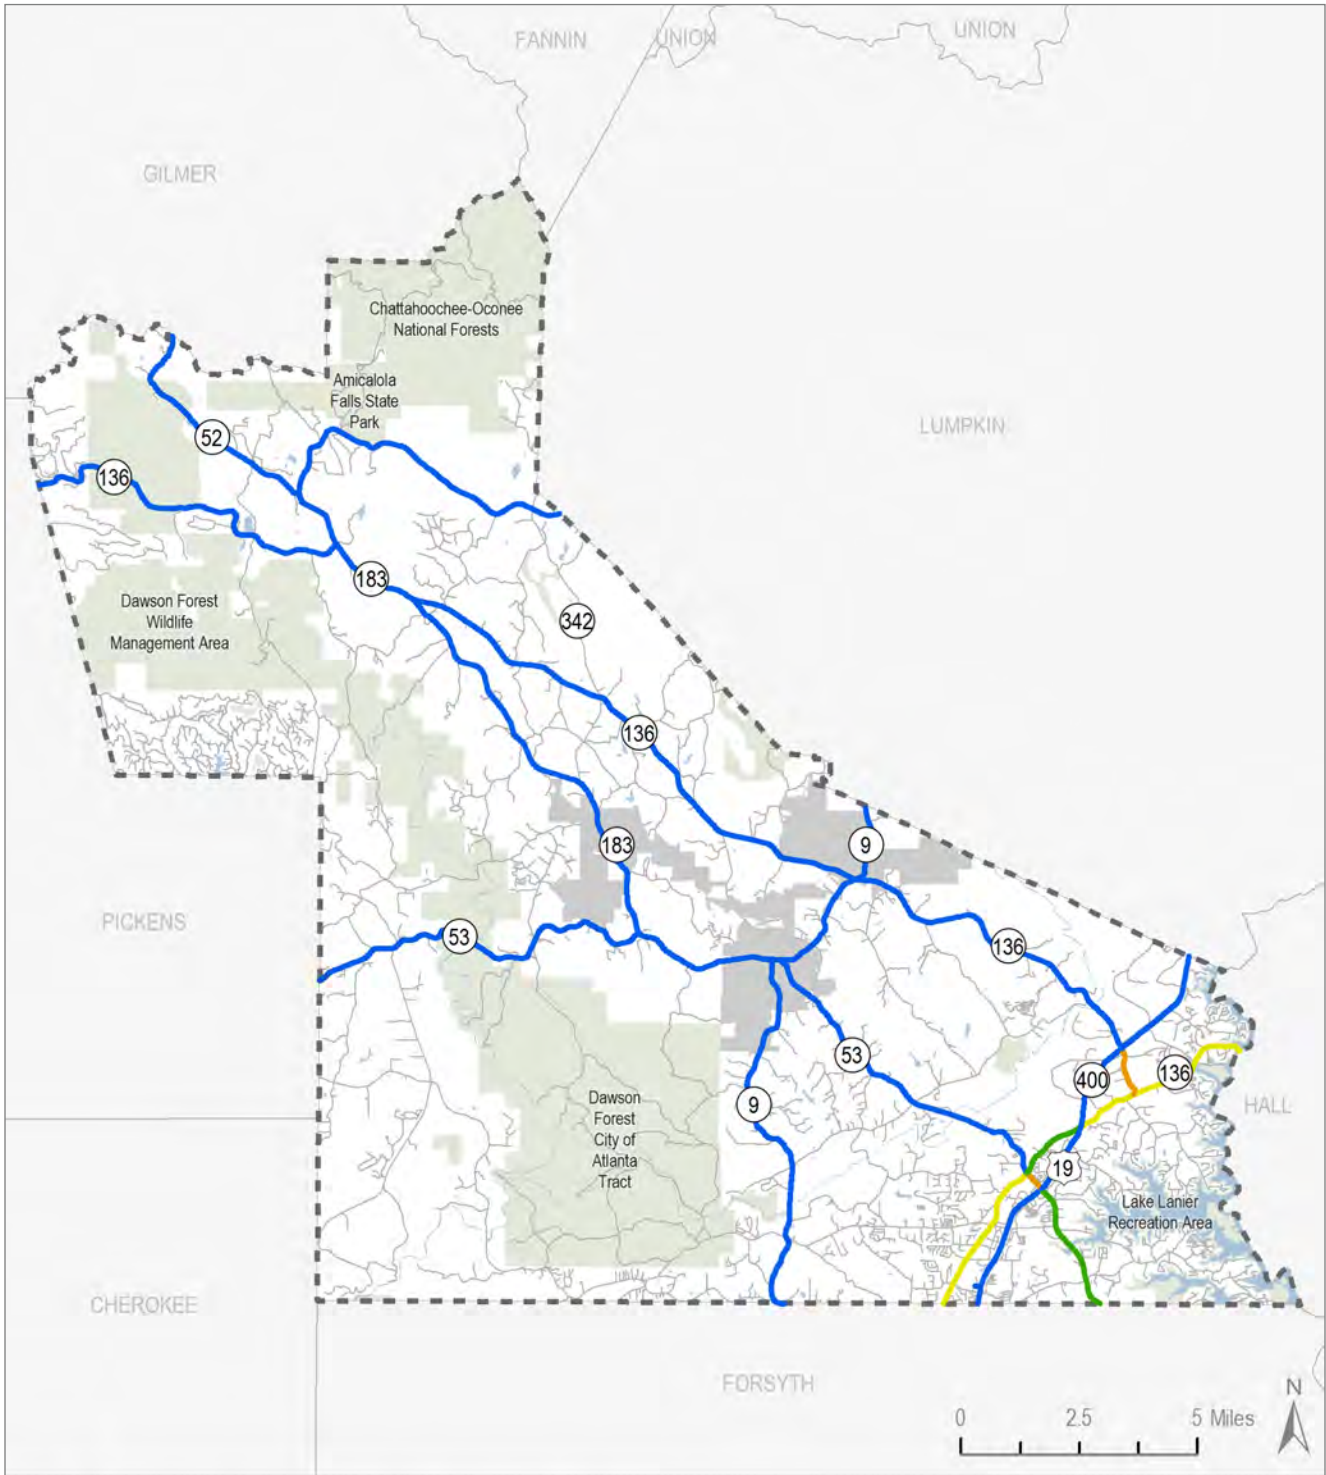 FANNIN
UNION
UNION
GILMER
Chattahoochee-Oconee
National Forests
Amicalola
Falls State
Park
LUMPKIN
52
136
183
Dawson Forest
Wildlife
Management Area
342
136
183
9
PICKENS
53
136
53
400
136
HALL
9
Dawson
Forest
City of
Atlanta
Tract
19
Lake Lanier
Recreation Area
CHEROKEE
FORSYTH
N
0 2.5 5 Miles